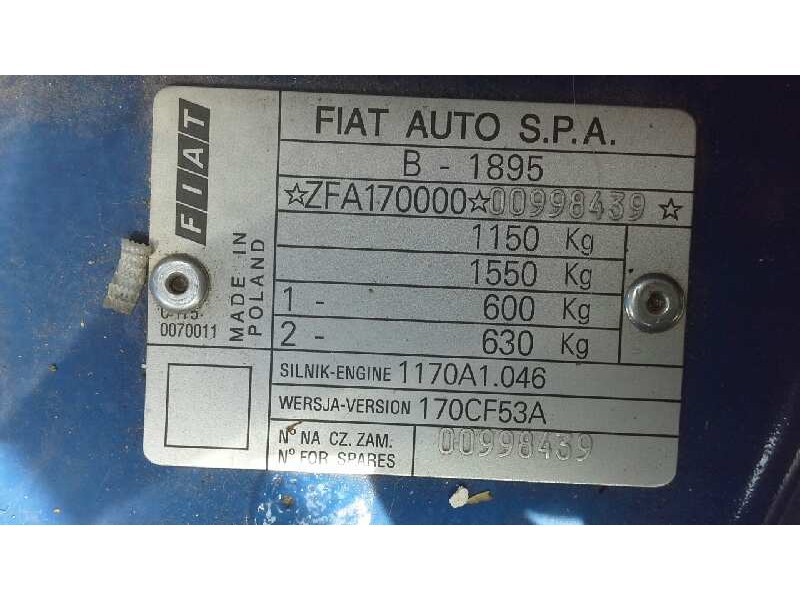 FIAT
FIAT AUTO S.P.A.
B - 1895
☆ZFA170000☆00998439☆
1150 Kg
1550 Kg
1 - 600 Kg
2 - 630 Kg
MADE IN
POLAND
0070011
SILNIK-ENGINE 1170A1.046
WERSJA-VERSION 170CF53A
Nº NA CZ. ZAM. 00998439
Nº FOR SPARES